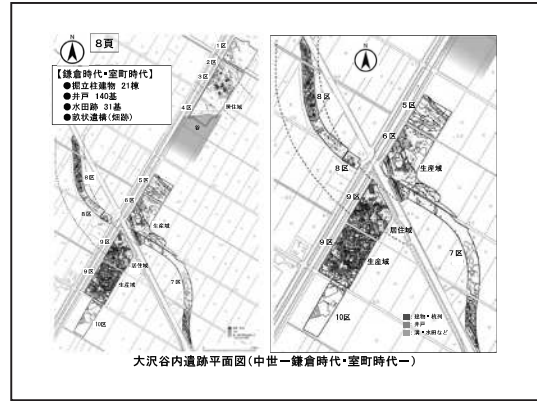 8頁
【鎌倉時代・室町時代】
●掘立柱建物 21棟
●井戸 140基
●水田跡 31基
●畝状遺構(畑跡)
1区
2区
3区
居住域
4区
8区
5区
6区
8区
生産域
9区
居住域
9区
生産域
7区
10区
8区
5区
6区
8区
生産域
9区
居住域
9区
生産域
7区
10区
建物・杭列
井戸
溝・水田など
大沢谷内遺跡平面図(中世ー鎌倉時代・室町時代ー)